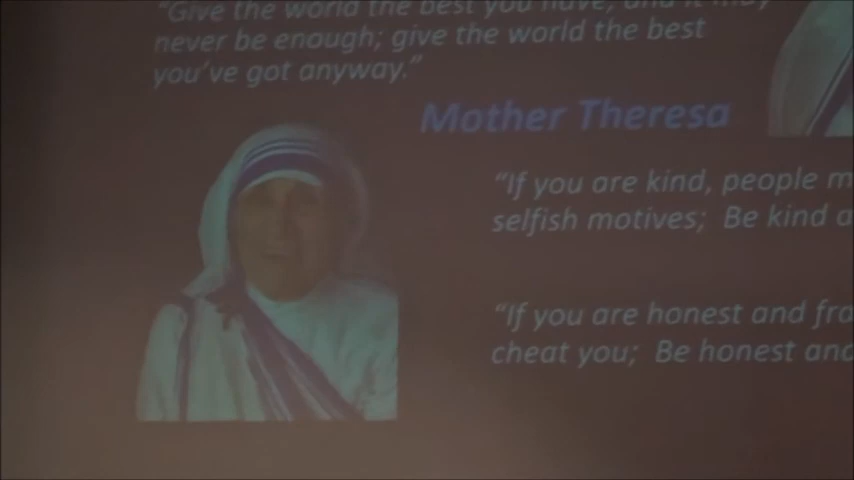 "Give the world the best you have, and it may
never be enough; give the world the best
you've got anyway."
Mother Theresa
"If you are kind, people m
selfish motives; Be kind a
"If you are honest and fra
cheat you; Be honest and